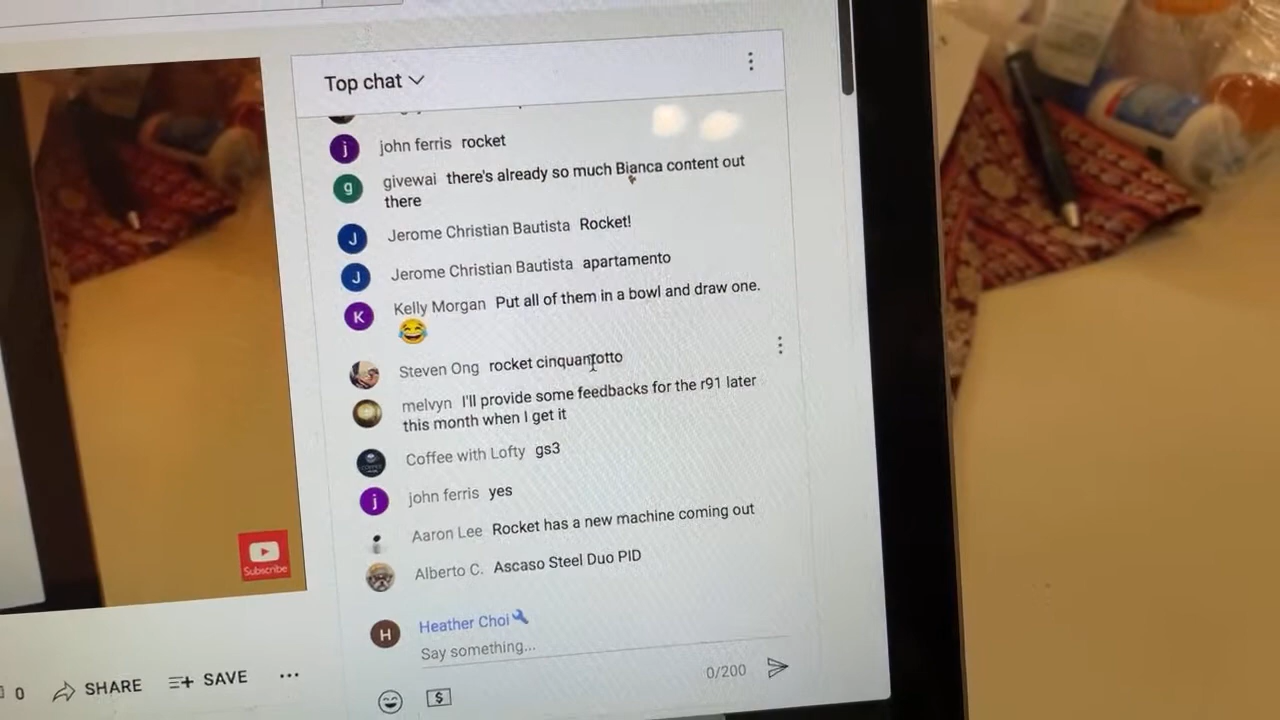 Top chat
john ferris rocket
g givewai there's already so much Bianca content out
there
J Jerome Christian Bautista Rocket!
J Jerome Christian Bautista apartamento
K Kelly Morgan Put all of them in a bowl and draw one.
😂
Steven Ong rocket cinquantotto
melvyn I'll provide some feedbacks for the r91 later
this month when I get it
Coffee with Lofty gs3
j john ferris yes
Aaron Lee Rocket has a new machine coming out
Alberto C. Ascaso Steel Duo PID
H Heather Choi
Say something...
0/200
$
Subscribe
0 SHARE SAVE ...